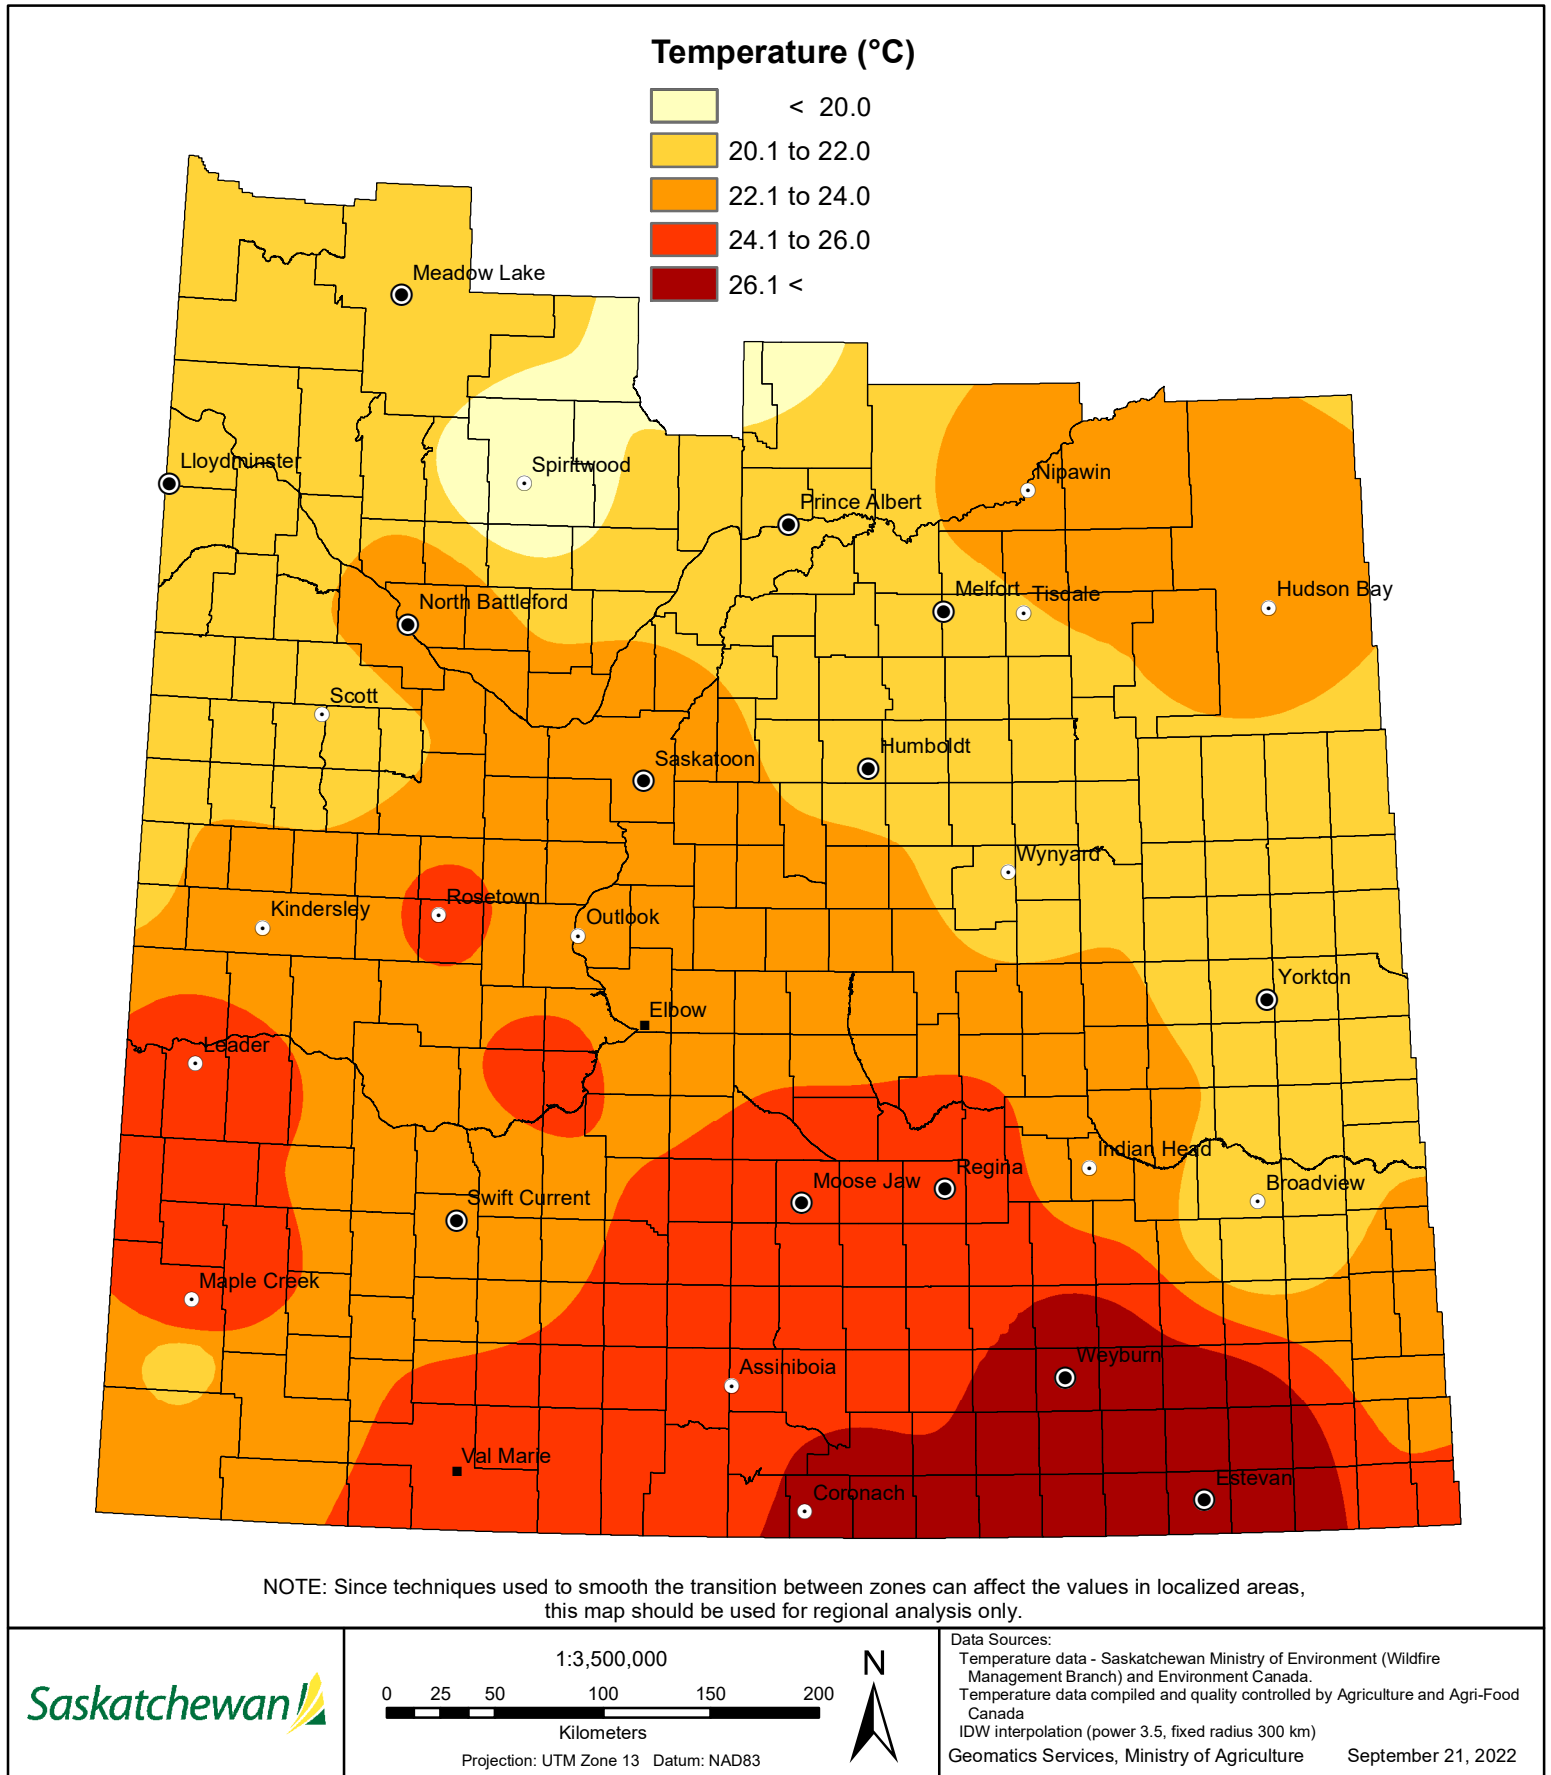 Temperature (°C)
< 20.0
20.1 to 22.0
22.1 to 24.0
24.1 to 26.0
26.1 <
Meadow Lake
Lloydminster
Spiritwood
Nipawin
Prince Albert
North Battleford
Melfort
Tisdale
Hudson Bay
Scott
Saskatoon
Humboldt
Wynyard
Kindersley
Rosetown
Outlook
Yorkton
Elbow
Leader
Indian Head
Swift Current
Moose Jaw
Regina
Broadview
Maple Creek
Assiniboia
Weyburn
Val Marie
Coronach
Estevan
NOTE: Since techniques used to smooth the transition between zones can affect the values in localized areas,
this map should be used for regional analysis only.
Saskatchewan
1:3,500,000
0 25 50 100 150 200
Kilometers
Projection: UTM Zone 13 Datum: NAD83
N
Data Sources:
Temperature data - Saskatchewan Ministry of Environment (Wildfire
Management Branch) and Environment Canada.
Temperature data compiled and quality controlled by Agriculture and Agri-Food
Canada
IDW interpolation (power 3.5, fixed radius 300 km)
Geomatics Services, Ministry of Agriculture September 21, 2022